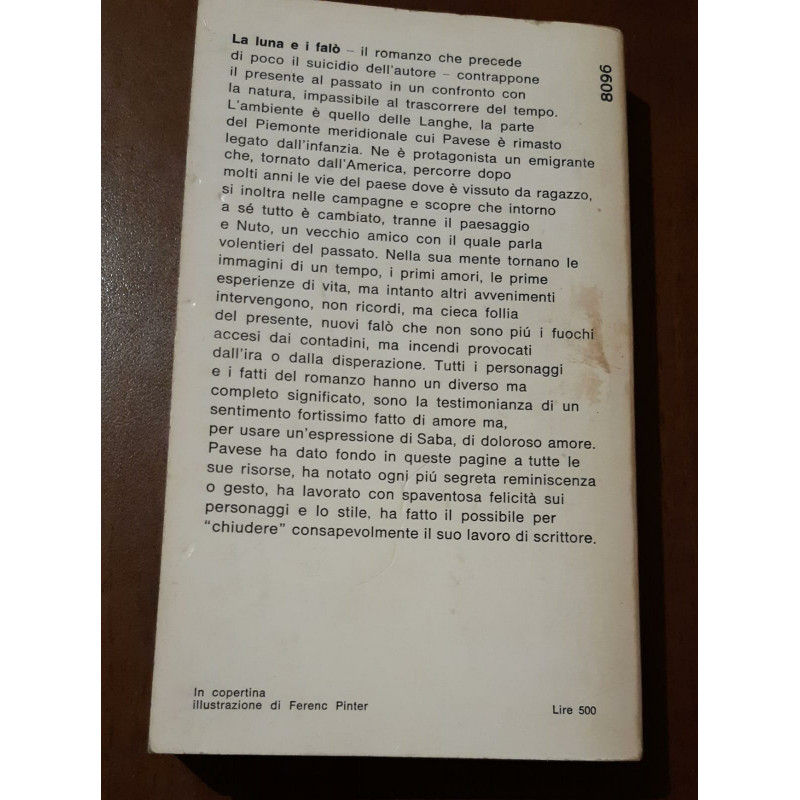 La luna e i falò – il romanzo che precede
di poco il suicidio dell'autore – contrappone
il presente al passato in un confronto con
la natura, impassibile al trascorrere del tempo.
L'ambiente è quello delle Langhe, la parte
del Piemonte meridionale cui Pavese è rimasto
legato dall'infanzia. Ne è protagonista un emigrante
che, tornato dall'America, percorre dopo
molti anni le vie del paese dove è vissuto da ragazzo,
si inoltra nelle campagne e scopre che intorno
a sé tutto è cambiato, tranne il paesaggio
e Nuto, un vecchio amico con il quale parla
volentieri del passato. Nella sua mente tornano le
immagini di un tempo, i primi amori, le prime
esperienze di vita, ma intanto altri avvenimenti
intervengono, non ricordi, ma cieca follia
del presente, nuovi falò che non sono piú i fuochi
accesi dai contadini, ma incendi provocati
dall'ira o dalla disperazione. Tutti i personaggi
e i fatti del romanzo hanno un diverso ma
completo significato, sono la testimonianza di un
sentimento fortissimo fatto di amore ma,
per usare un'espressione di Saba, di doloroso amore.
Pavese ha dato fondo in queste pagine a tutte le
sue risorse, ha notato ogni piú segreta reminiscenza
o gesto, ha lavorato con spaventosa felicità sui
personaggi e lo stile, ha fatto il possibile per
“chiudere” consapevolmente il suo lavoro di scrittore.
8096
In copertina
illustrazione di Ferenc Pinter
Lire 500